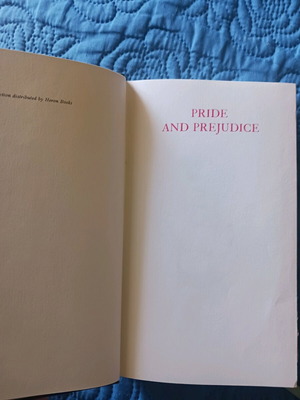 distributed by Heron Books
PRIDE
AND PREJUDICE